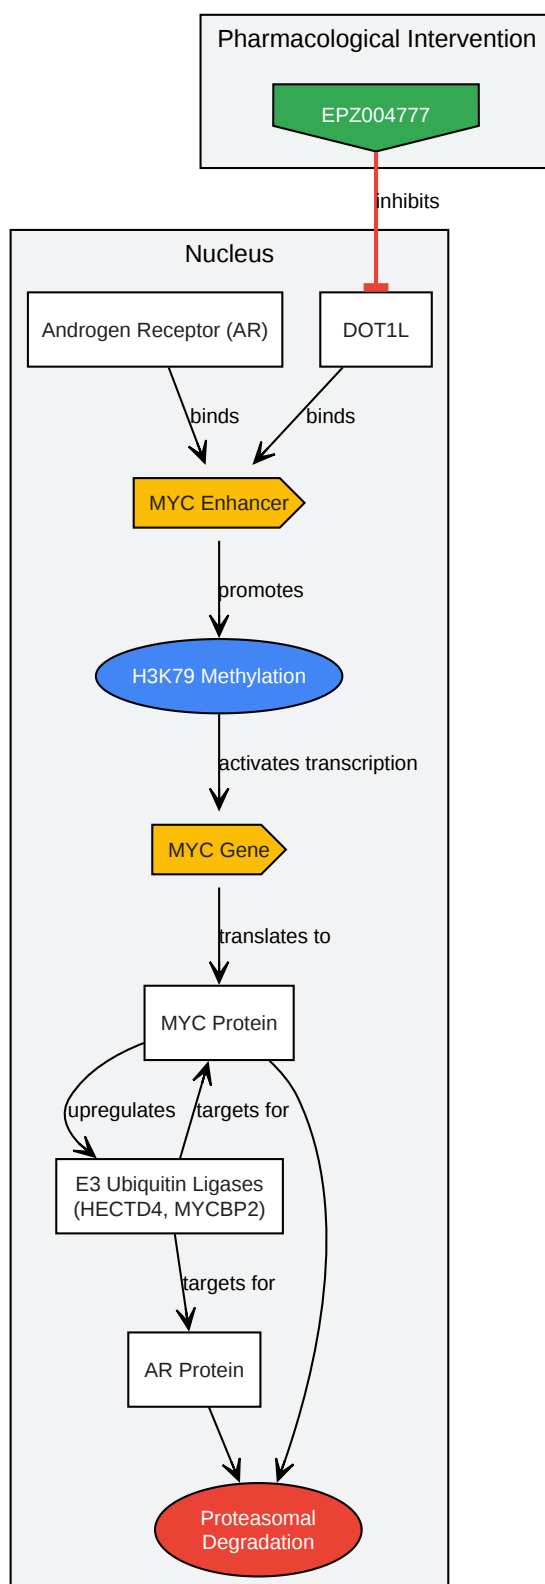 Pharmacological Intervention
EPZ004777
inhibits
Nucleus
Androgen Receptor (AR)
DOT1L
binds
binds
MYC Enhancer
promotes
H3K79 Methylation
activates transcription
MYC Gene
translates to
MYC Protein
upregulates
targets for
E3 Ubiquitin Ligases
(HECTD4, MYCBP2)
targets for
AR Protein
Proteasomal
Degradation